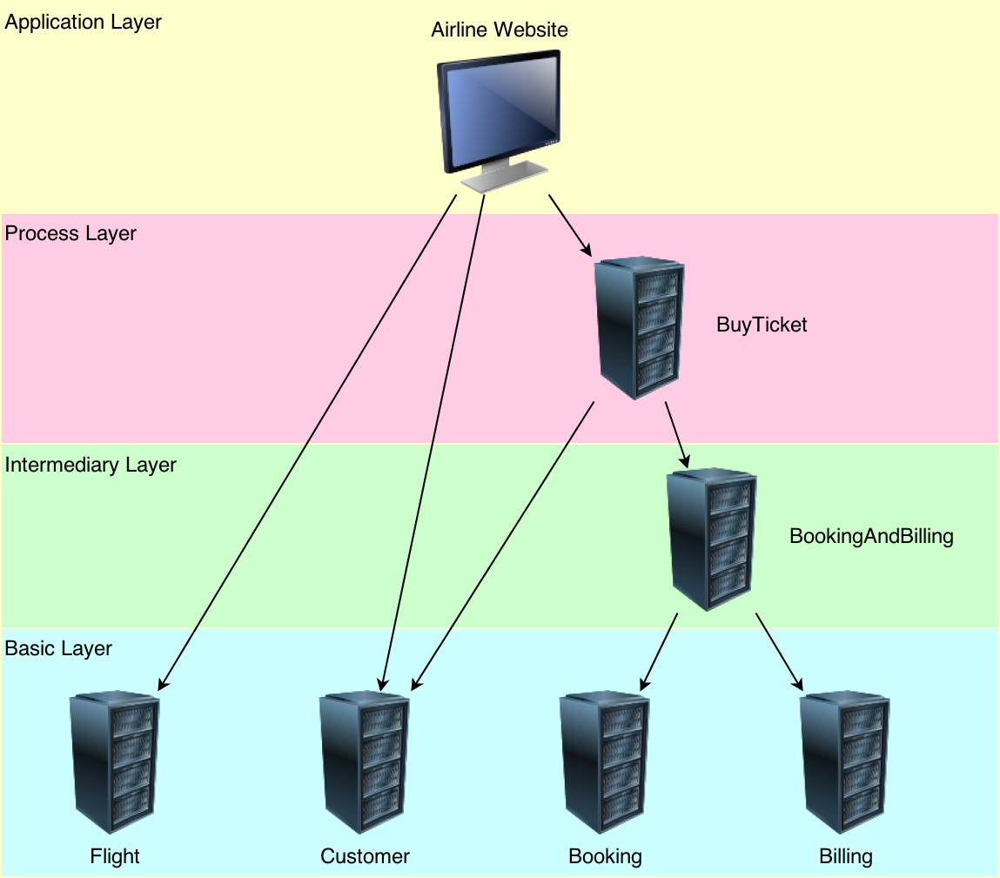 Application Layer
Airline Website
Process Layer
BuyTicket
Intermediary Layer
BookingAndBilling
Basic Layer
Flight
Customer
Booking
Billing